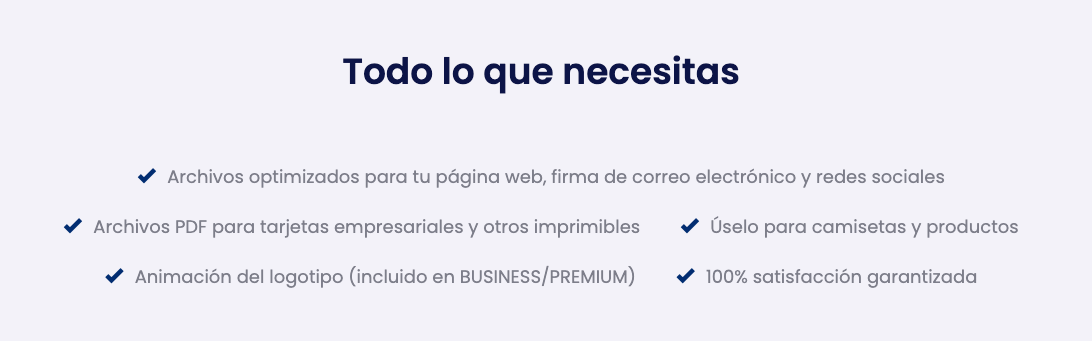 Todo lo que necesitas
Archivos optimizados para tu página web, firma de correo electrónico y redes sociales
Archivos PDF para tarjetas empresariales y otros imprimibles
Úselo para camisetas y productos
Animación del logotipo (incluido en BUSINESS/PREMIUM)
100% satisfacción garantizada